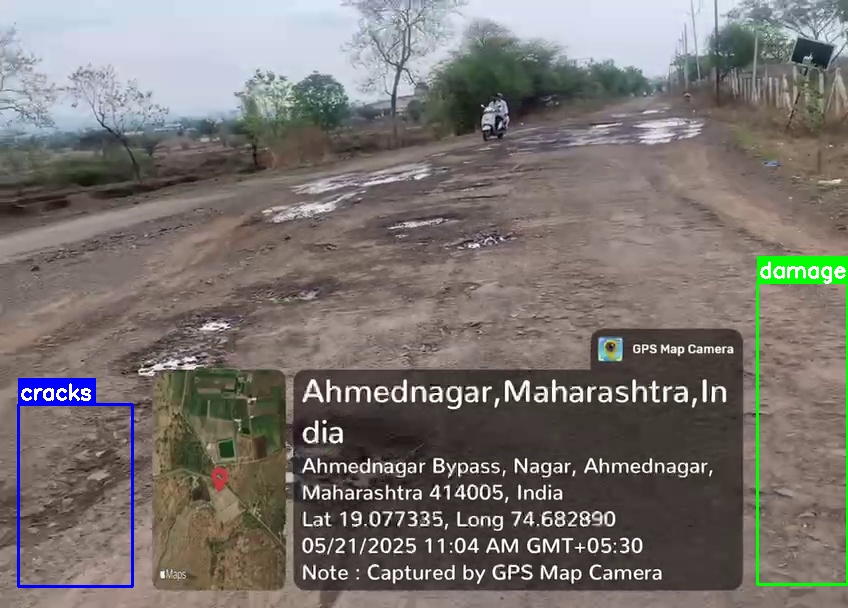 damage
GPS Map Camera
cracks
Ahmednagar,Maharashtra,In
dia
Ahmednagar Bypass, Nagar, Ahmednagar,
Maharashtra 414005, India
Lat 19.077335, Long 74.682890
05/21/2025 11:04 AM GMT+05:30
Note : Captured by GPS Map Camera
Maps